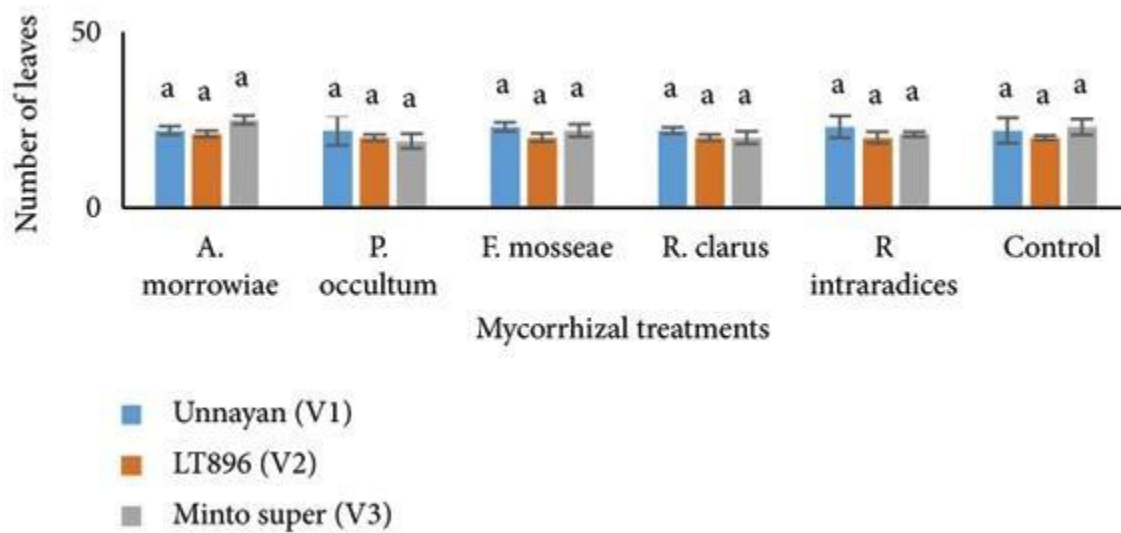 Number of leaves
50
0
a a a a a a a a a a a a a a a a a a
A. morrowiae
P. occultum
F. mosseae
R. clarus
R intraradices
Control
Mycorrhizal treatments
Unnayan (V1)
LT896 (V2)
Minto super (V3)